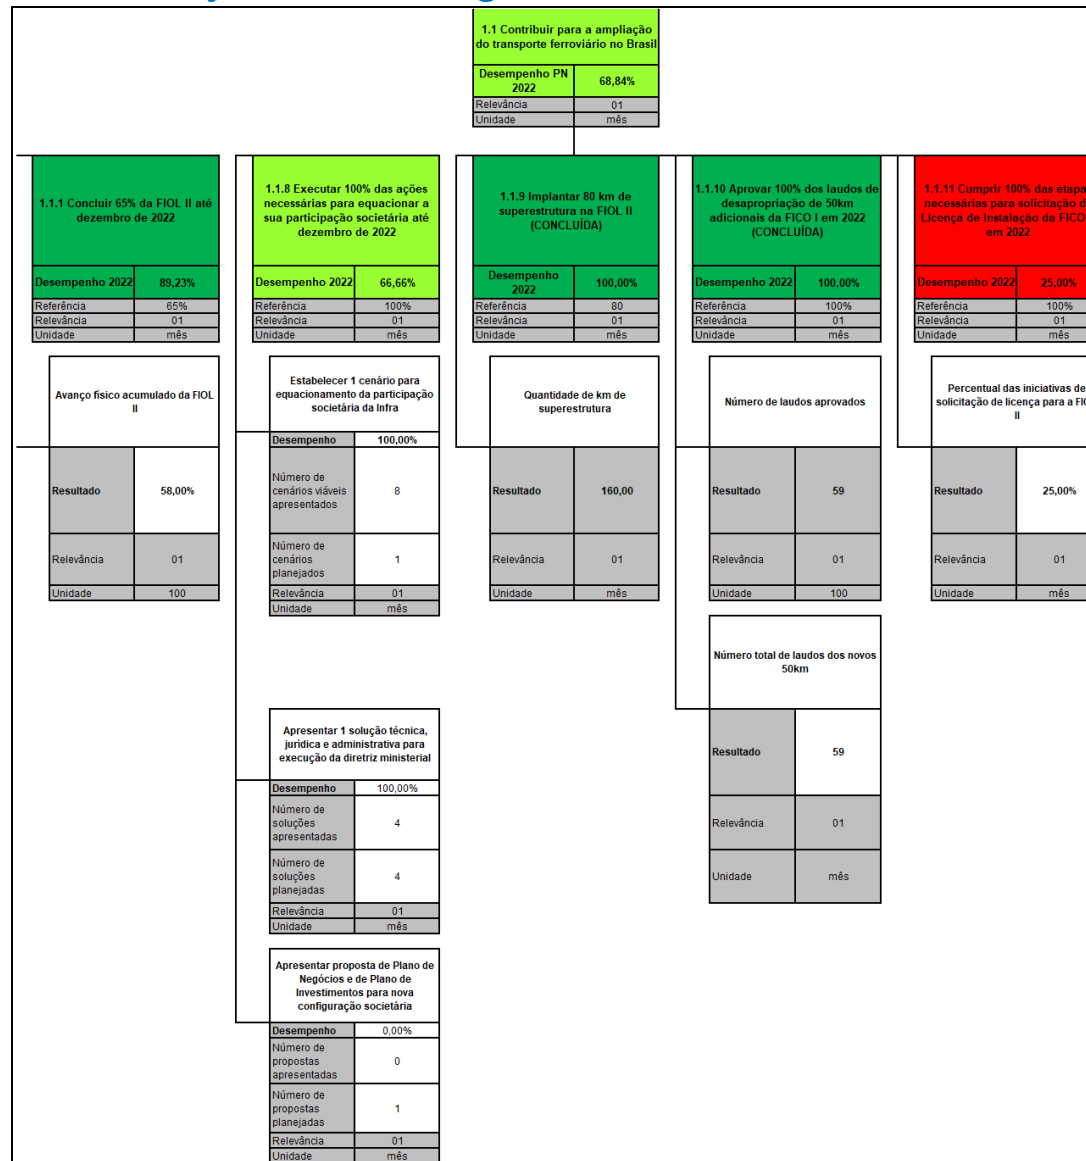 1.1 Contribuir para a ampliação
do transporte ferroviário no Brasil
Desempenho PN
2022
68,84%
Relevância 01
Unidade mês
1.1.1 Concluir 65% da FIOL II até
dezembro de 2022
Desempenho 2022 89,23%
Referência 65%
Relevância 01
Unidade mês
Avanço físico acumulado da FIOL
II
Resultado 58,00%
Relevância 01
Unidade 100
1.1.8 Executar 100% das ações
necessárias para equacionar a
sua participação societária até
dezembro de 2022
Desempenho 2022 66,66%
Referência 100%
Relevância 01
Unidade mês
Estabelecer 1 cenário para
equacionamento da participação
societária da Infra
Desempenho 100,00%
Número de
cenários viáveis
apresentados
8
Número de
cenários
planejados
1
Relevância 01
Unidade mês
Apresentar 1 solução técnica,
jurídica e administrativa para
execução da diretriz ministerial
Desempenho 100,00%
Número de
soluções
apresentadas
4
Número de
soluções
planejadas
4
Relevância 01
Unidade mês
Apresentar proposta de Plano de
Negócios e de Plano de
Investimentos para nova
configuração societária
Desempenho 0,00%
Número de
propostas
apresentadas
0
Número de
propostas
planejadas
1
Relevância 01
Unidade mês
1.1.9 Implantar 80 km de
superestrutura na FIOL II
(CONCLUÍDA)
Desempenho
2022
100,00%
Referência 80
Relevância 01
Unidade mês
Quantidade de km de
superestrutura
Resultado 160,00
Relevância 01
Unidade mês
1.1.10 Aprovar 100% dos laudos de
desapropriação de 50km
adicionais da FICO I em 2022
(CONCLUÍDA)
Desempenho 2022 100,00%
Referência 100%
Relevância 01
Unidade mês
Número de laudos aprovados
Resultado 59
Relevância 01
Unidade 100
Número total de laudos dos novos
50km
Resultado 59
Relevância 01
Unidade mês
1.1.11 Cumprir 100% das etapa
necessárias para solicitação d
Licença de Instalação da FICO
em 2022
Desempenho 2022 25,00%
Referência 100%
Relevância 01
Unidade mês
Percentual das iniciativas de
solicitação de licença para a FIC
II
Resultado 25,00%
Relevância 01
Unidade mês